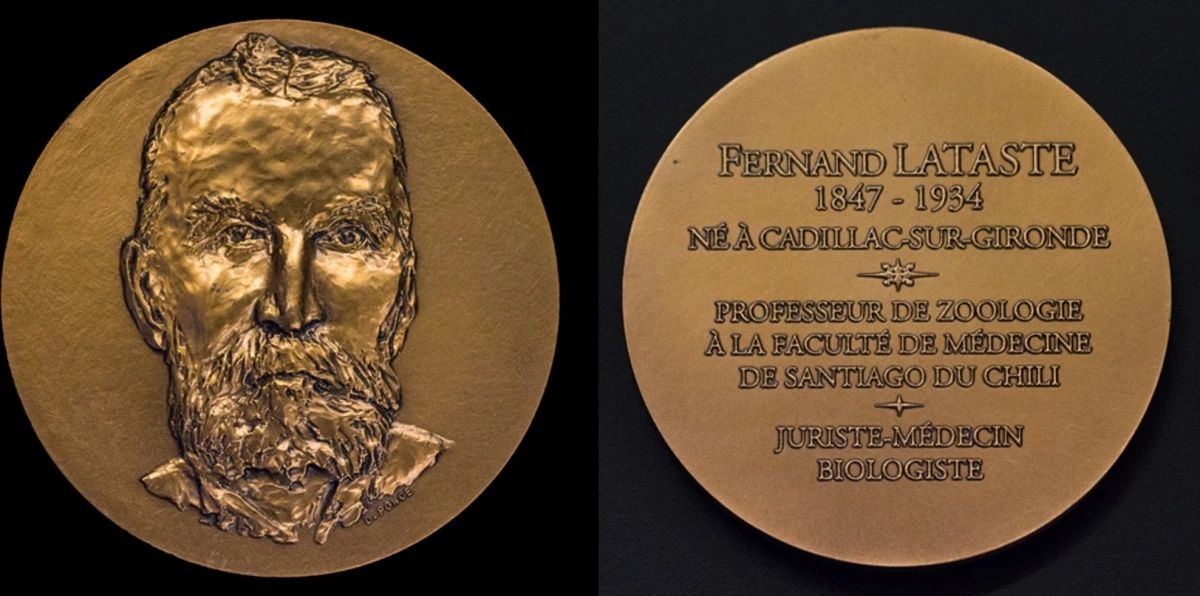 C. FORGE
FERNAND LATASTE
1847 - 1934
NÉ À CADILLAC-SUR-GIRONDE
PROFESSEUR DE ZOOLOGIE
À LA FACULTÉ DE MÉDECINE
DE SANTIAGO DU CHILI
JURISTE-MÉDECIN
BIOLOGISTE